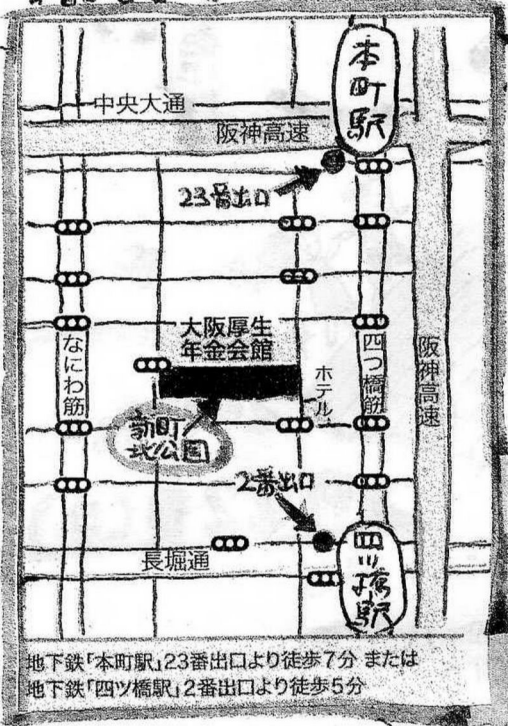 本町駅
中央大通
阪神高速
23番出口
大阪厚生
年金会館
なにわ筋
ホテル
四つ橋筋
阪神高速
新町
北公園
2番出口
長堀通
四ツ橋駅
地下鉄「本町駅」23番出口より徒歩7分 または
地下鉄「四ツ橋駅」2番出口より徒歩5分